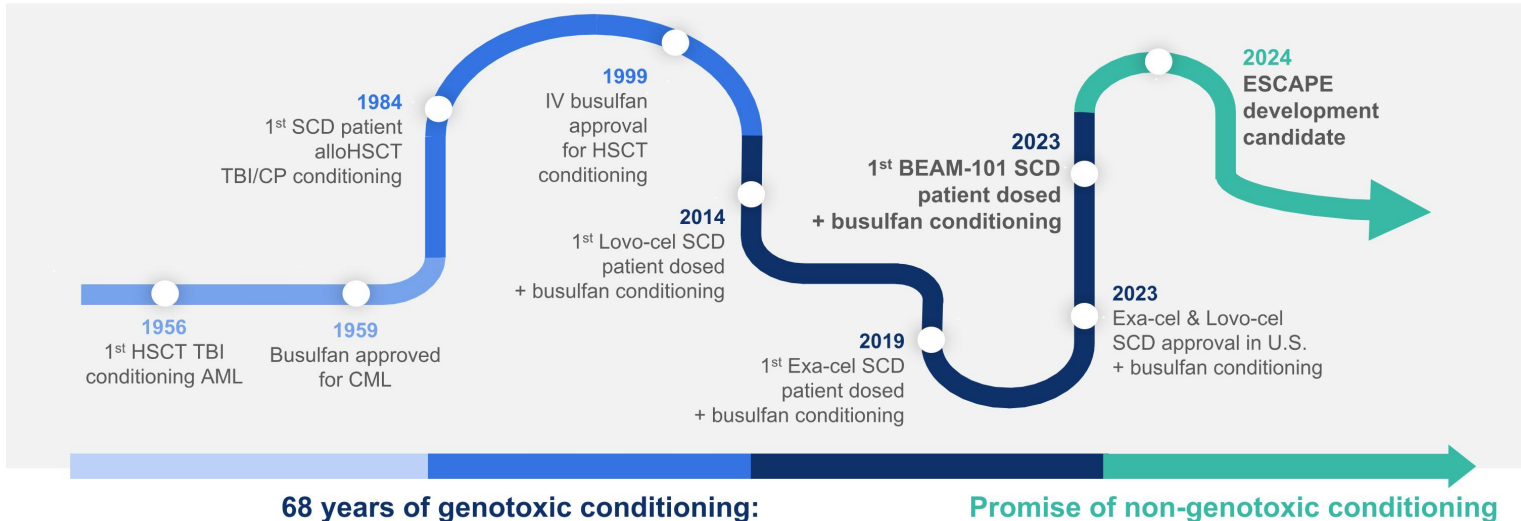 1956
1st HSCT TBI
conditioning AML
1959
Busulfan approved
for CML
1984
1st SCD patient
alloHSCT
TBI/CP conditioning
1999
IV busulfan
approval
for HSCT
conditioning
2014
1st Lovo-cel SCD
patient dosed
+ busulfan conditioning
2019
1st Exa-cel SCD
patient dosed
+ busulfan conditioning
2023
1st BEAM-101 SCD
patient dosed
+ busulfan conditioning
2023
Exa-cel & Lovo-cel
SCD approval in U.S.
+ busulfan conditioning
2024
ESCAPE
development
candidate
68 years of genotoxic conditioning:
Promise of non-genotoxic conditioning